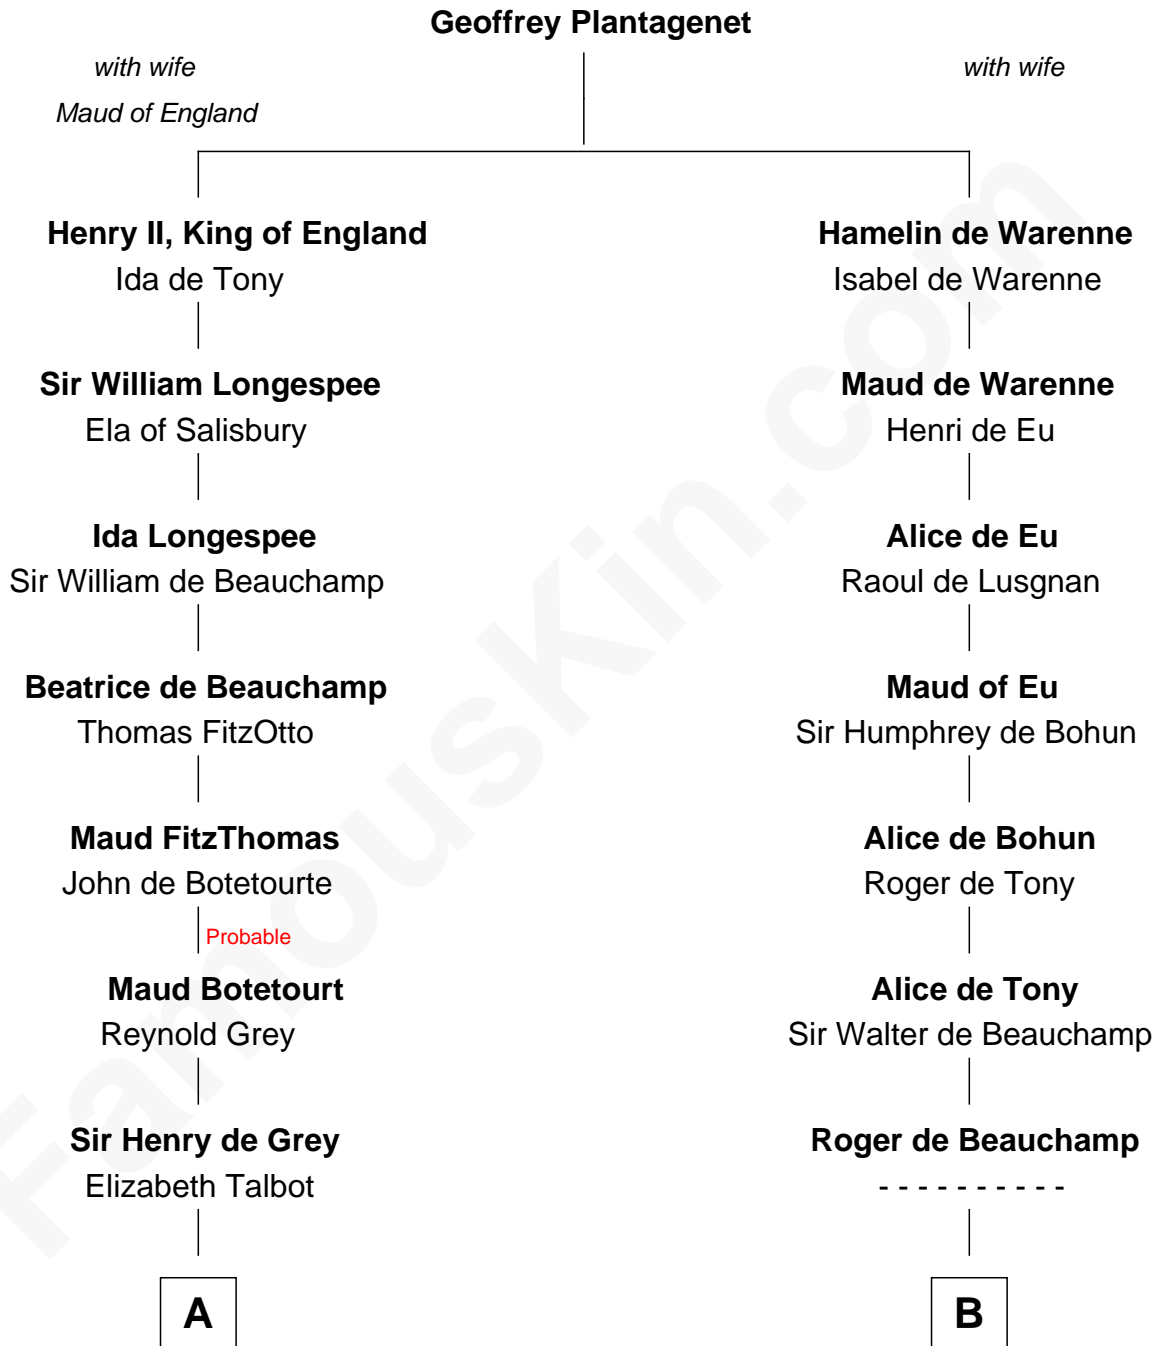 Geoffrey Plantagenet
with wife
Maud of England
with wife
Henry II, King of England
Ida de Tony
Hamelin de Warenne
Isabel de Warenne
Sir William Longespee
Ela of Salisbury
Maud de Warenne
Henri de Eu
Ida Longespee
Sir William de Beauchamp
Alice de Eu
Raoul de Lusgnan
Beatrice de Beauchamp
Thomas FitzOtto
Maud of Eu
Sir Humphrey de Bohun
Maud FitzThomas
John de Botetourte
Alice de Bohun
Roger de Tony
Probable
Maud Botetourt
Reynold Grey
Alice de Tony
Sir Walter de Beauchamp
Sir Henry de Grey
Elizabeth Talbot
Roger de Beauchamp
- - - - - - - - - -
A
B
FamousKin.com